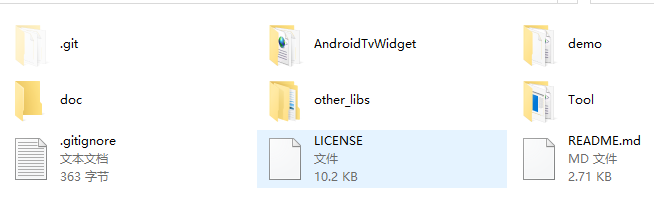 .git
AndroidTvWidget
demo
doc
other_libs
Tool
.gitignore
文本文档
363 字节
LICENSE
文件
10.2 KB
README.md
MD 文件
2.71 KB